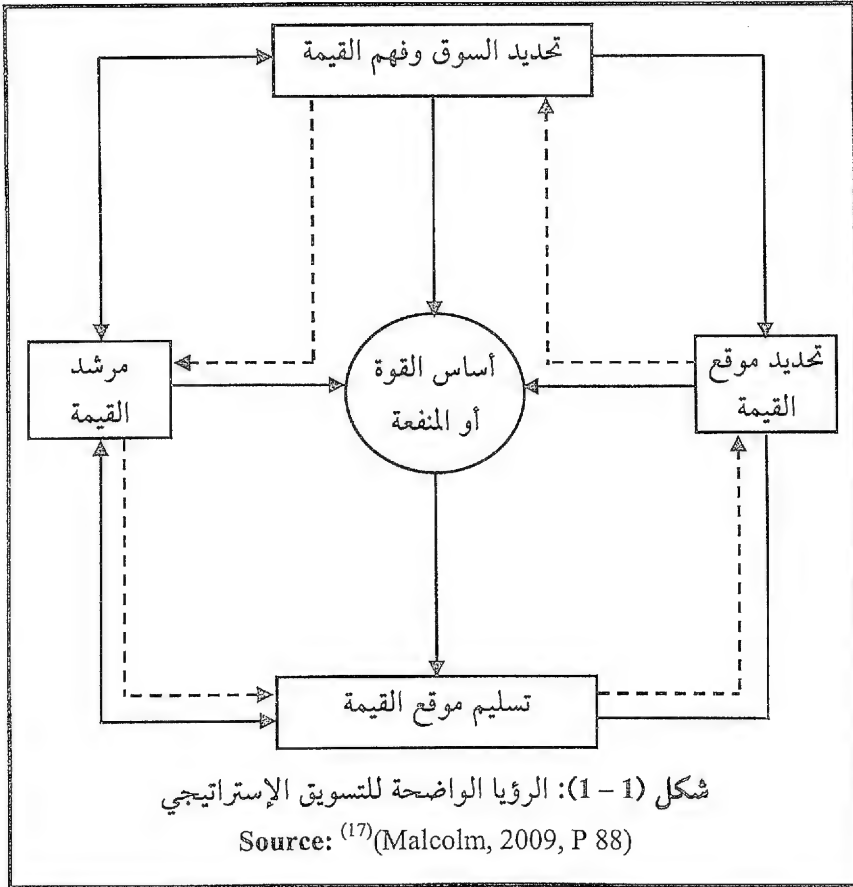 تحديد السوق وفهم القيمة
مرشد
القيمة
أساس القوة
أو المنفعة
تحديد موقع
القيمة
تسليم موقع القيمة
شكل (1 – 1): الرؤيا الواضحة للتسويق الإستراتيجي
Source: (17)(Malcolm, 2009, P 88)